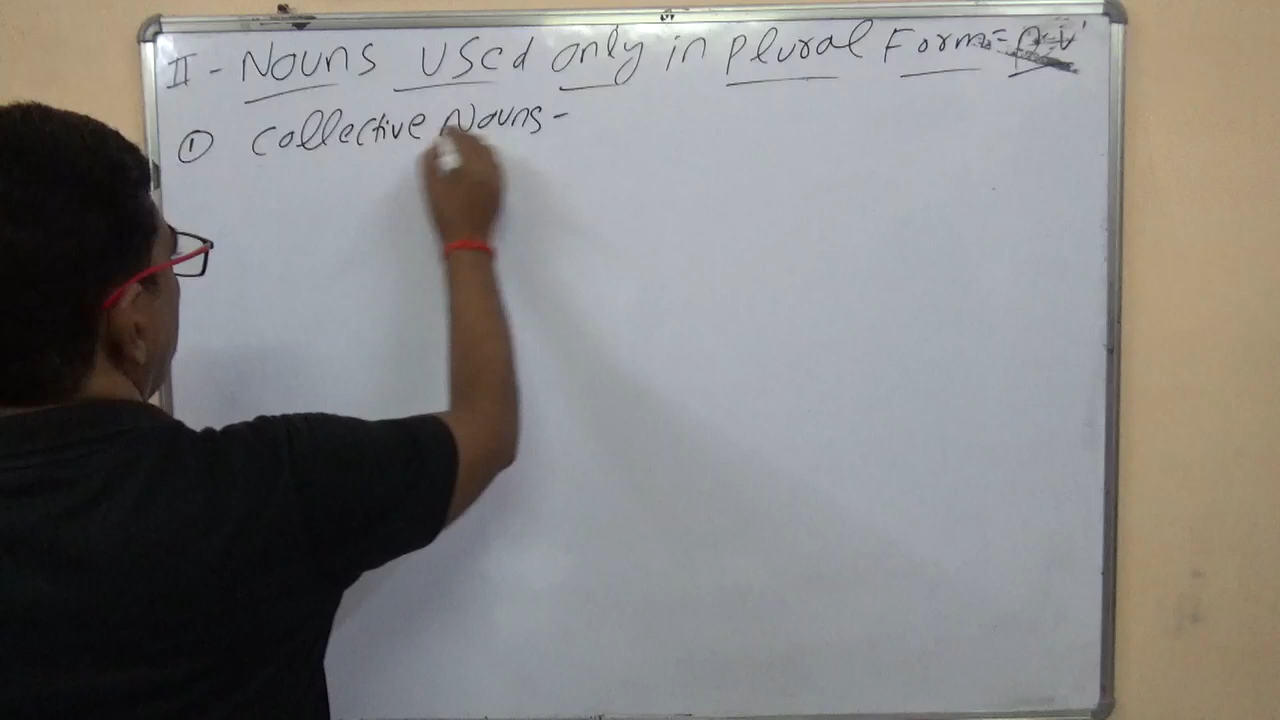 II - Nouns used only in plural Form =
① Collective Nouns -